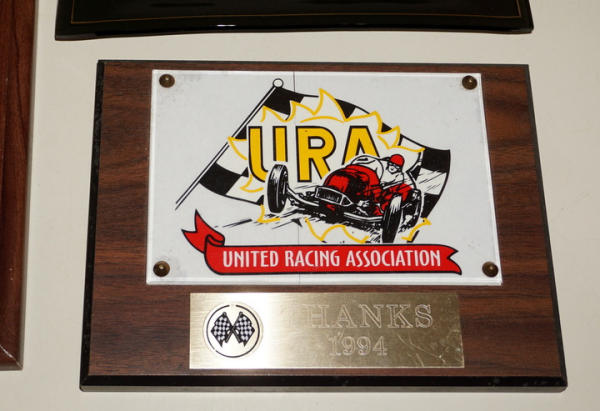 URA
UNITED RACING ASSOCIATION
THANKS
1994